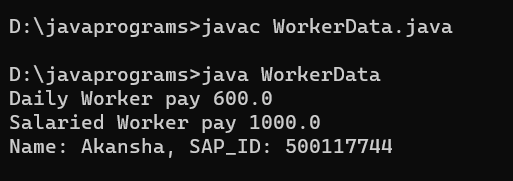 D:\javaprograms>javac WorkerData.java
D:\javaprograms>java WorkerData
Daily Worker pay 600.0
Salaried Worker pay 1000.0
Name: Akansha, SAP_ID: 500117744